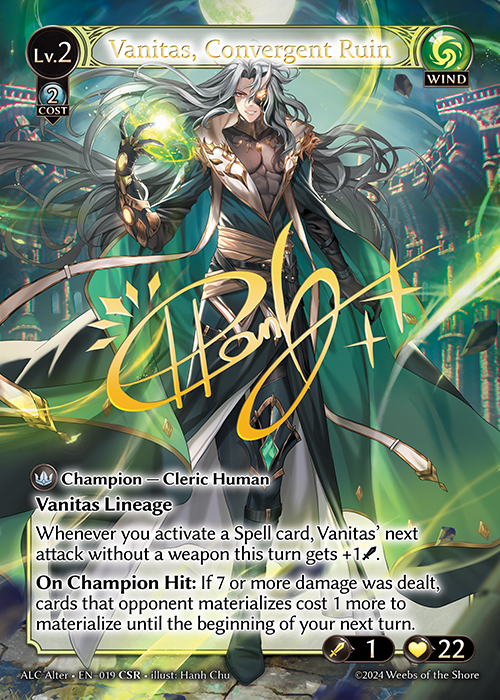 Lv.2
Vanitas, Convergent Ruin
WIND
2
COST
Champion — Cleric Human
Vanitas Lineage
Whenever you activate a Spell card, Vanitas' next
attack without a weapon this turn gets +1.
On Champion Hit: If 7 or more damage was dealt,
cards that opponent materializes cost 1 more to
materialize until the beginning of your next turn.
1
22
ALC Alter • EN-019 CSR • illust: Hanh Chu
©2024 Weebs of the Shore